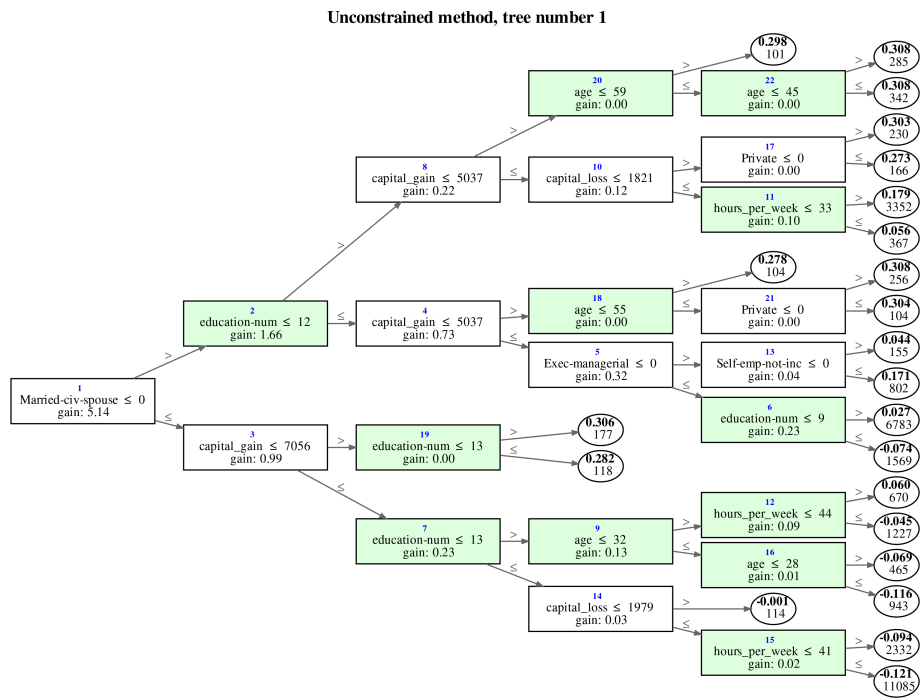 Unconstrained method, tree number 1
1
Married-civ-spouse ≤ 0
gain: 5.14
>
≤
2
education-num ≤ 12
gain: 1.66
>
≤
3
capital_gain ≤ 7056
gain: 0.99
>
≤
8
capital_gain ≤ 5037
gain: 0.22
>
≤
4
capital_gain ≤ 5037
gain: 0.73
>
≤
19
education-num ≤ 13
gain: 0.00
>
≤
7
education-num ≤ 13
gain: 0.23
>
≤
20
age ≤ 59
gain: 0.00
>
≤
10
capital_loss ≤ 1821
gain: 0.12
>
≤
18
age ≤ 55
gain: 0.00
>
≤
5
Exec-managerial ≤ 0
gain: 0.32
>
≤
0.306
177
0.282
118
9
age ≤ 32
gain: 0.13
>
≤
14
capital_loss ≤ 1979
gain: 0.03
>
≤
0.298
101
22
age ≤ 45
gain: 0.00
>
≤
17
Private ≤ 0
gain: 0.00
>
≤
11
hours_per_week ≤ 33
gain: 0.10
>
≤
0.278
104
21
Private ≤ 0
gain: 0.00
>
≤
13
Self-emp-not-inc ≤ 0
gain: 0.04
>
≤
6
education-num ≤ 9
gain: 0.23
>
≤
12
hours_per_week ≤ 44
gain: 0.09
>
≤
16
age ≤ 28
gain: 0.01
>
≤
-0.001
114
15
hours_per_week ≤ 41
gain: 0.02
>
≤
0.308
285
0.308
342
0.303
230
0.273
166
0.179
3352
0.056
367
0.308
256
0.304
104
0.044
155
0.171
802
0.027
6783
-0.074
1569
0.060
670
-0.045
1227
-0.069
465
-0.116
943
-0.094
2332
-0.121
11085